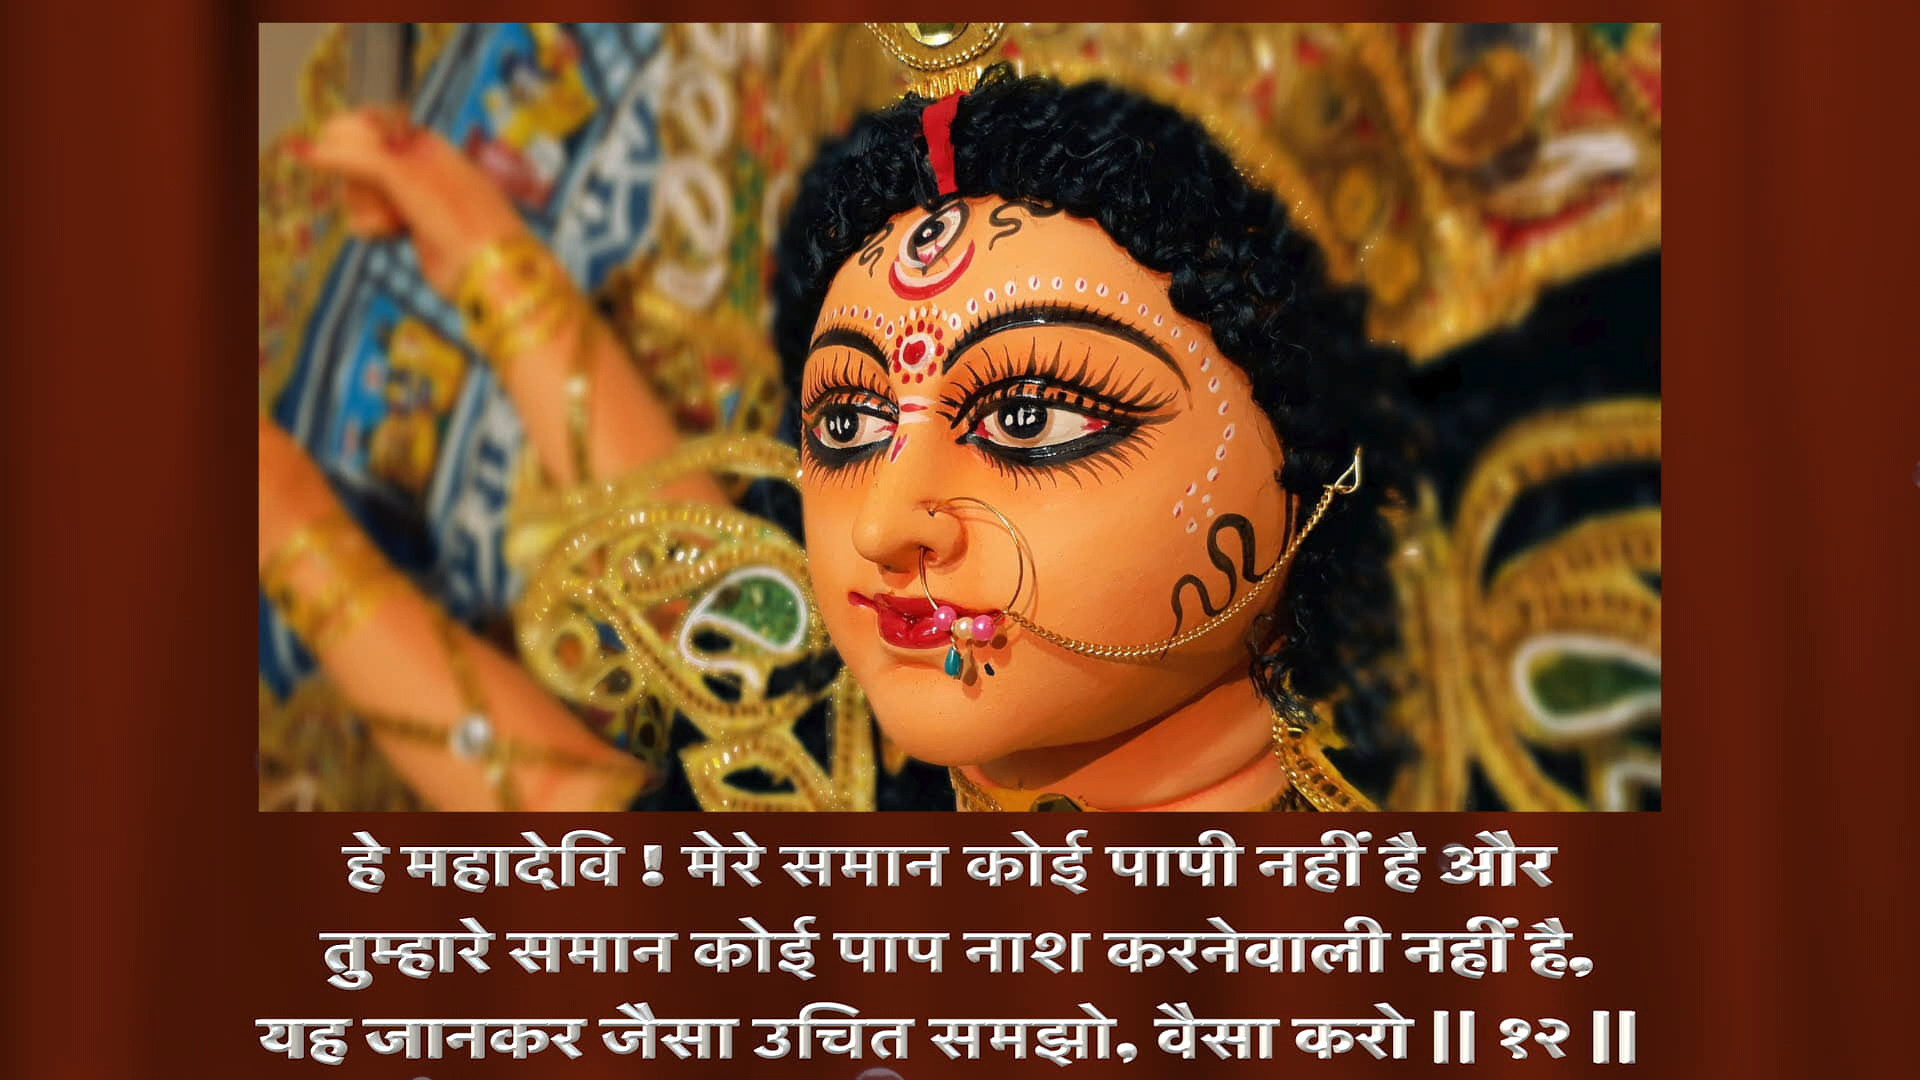 हे महादेवि ! मेरे समान कोई पापी नहीं है और
तुम्हारे समान कोई पाप नाश करनेवाली नहीं है,
यह जानकर जैसा उचित समझो, वैसा करो || १२ ||